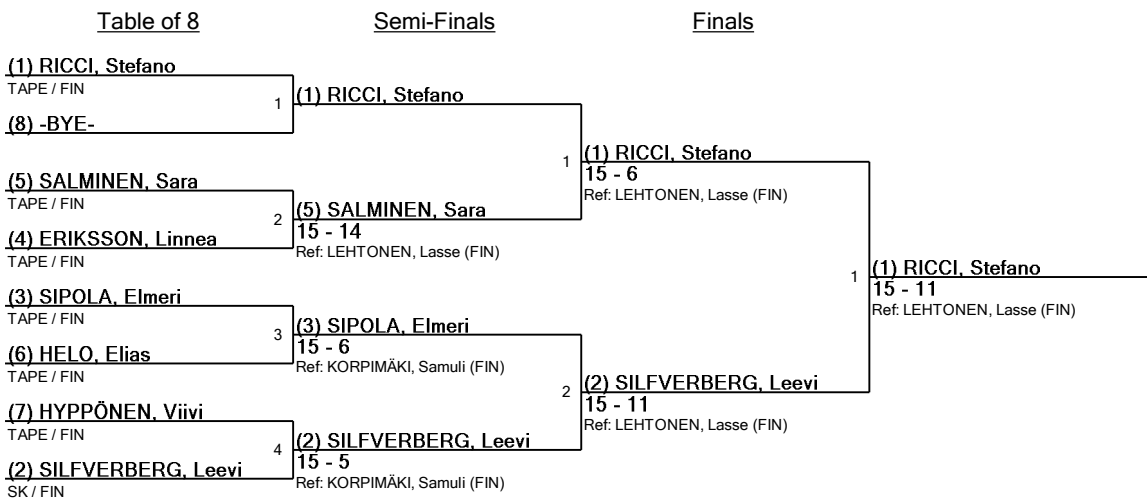 Table of 8 Semi-Finals Finals
(1) RICCI, Stefano
TAPE / FIN
1 (1) RICCI, Stefano
(8) -BYE-
1 (1) RICCI, Stefano
15 - 6
Ref: LEHTONEN, Lasse (FIN)
(5) SALMINEN, Sara
TAPE / FIN
2 (5) SALMINEN, Sara
15 - 14
Ref: LEHTONEN, Lasse (FIN)
(4) ERIKSSON, Linnea
TAPE / FIN
1 (1) RICCI, Stefano
15 - 11
Ref: LEHTONEN, Lasse (FIN)
(3) SIPOLA, Elmeri
TAPE / FIN
3 (3) SIPOLA, Elmeri
15 - 6
Ref: KORPIMÄKI, Samuli (FIN)
(6) HELO, Elias
TAPE / FIN
2 (2) SILFVERBERG, Leevi
15 - 11
Ref: LEHTONEN, Lasse (FIN)
(7) HYPPÖNEN, Viivi
TAPE / FIN
4 (2) SILFVERBERG, Leevi
15 - 5
Ref: KORPIMÄKI, Samuli (FIN)
(2) SILFVERBERG, Leevi
SK / FIN